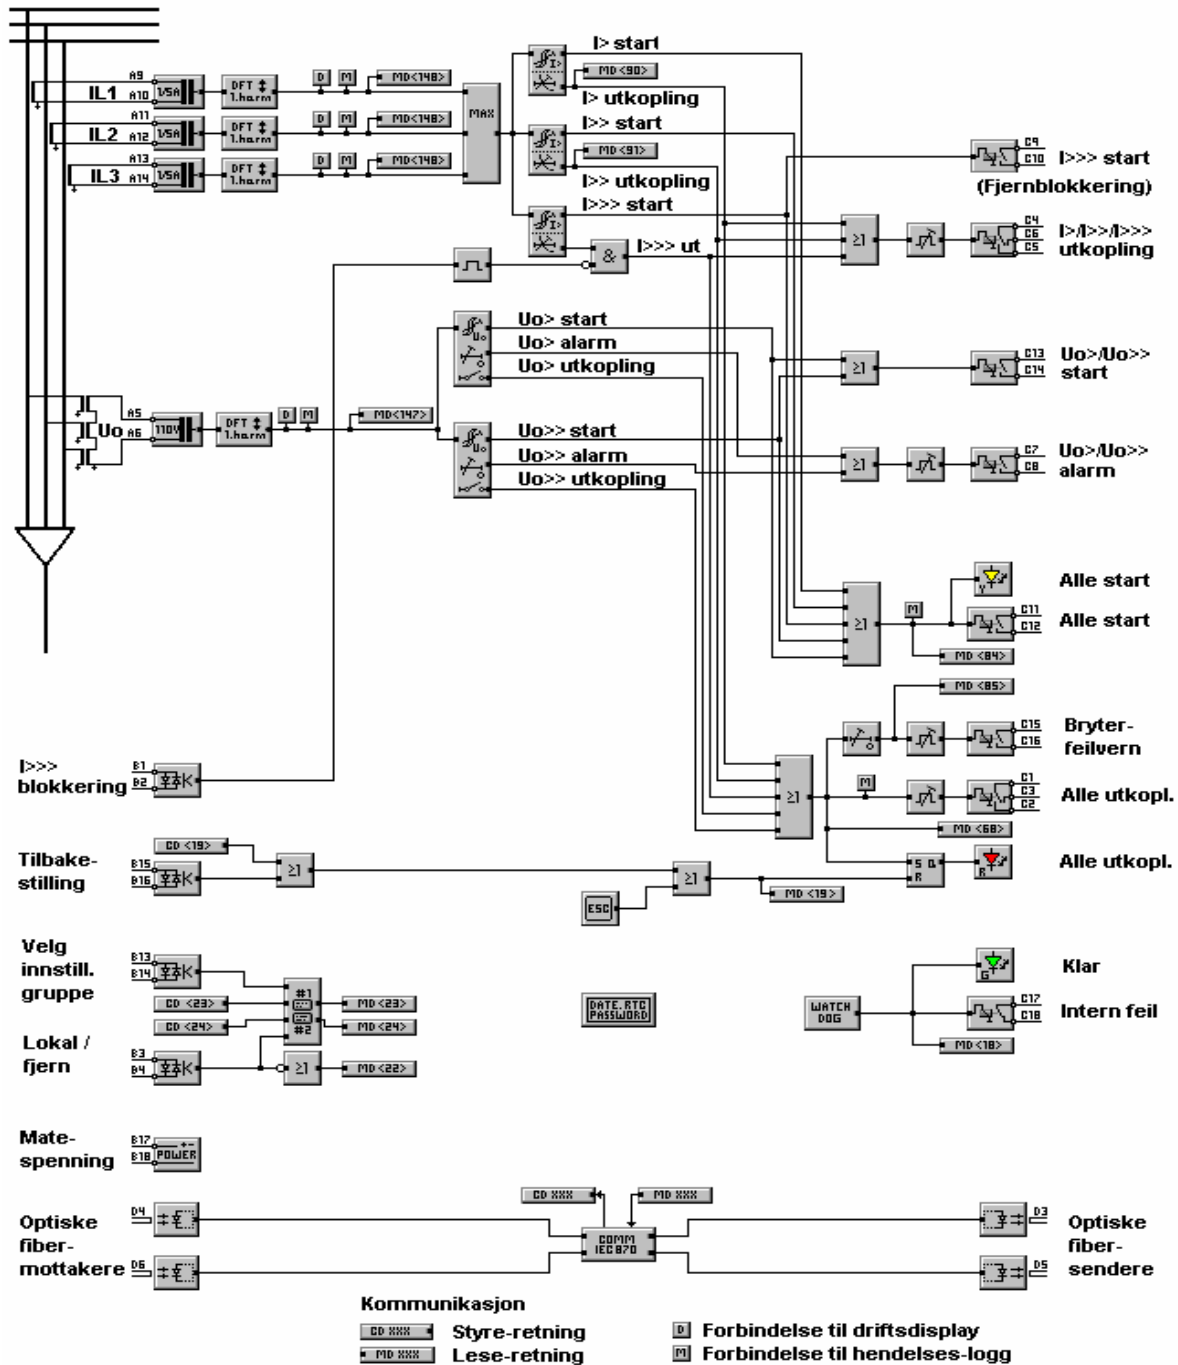 I> start
A9
IL1
A10
1/5A
DFT
1.harm
D
M
MD<148>
MAX
I>
MD<90>
I> utkopling
A11
IL2
A12
1/5A
DFT
1.harm
D
M
MD<148>
I>> start
I>
MD<91>
I>> utkopling
A13
IL3
A14
1/5A
DFT
1.harm
D
M
MD<148>
C9
C10
I>>> start
(Fjernblokkering)
I>>> start
I>
&
I>>> ut
≥1
C4
C6
C5
I>/I>>/I>>>
utkopling
Uo> start
Uo> alarm
Uo> utkopling
Uo
≥1
C13
C14
Uo>/Uo>>
start
A5
Uo
A6
110V
DFT
1.harm
D
M
MD<147>
Uo>> start
Uo>> alarm
Uo>> utkopling
Uo
≥1
C7
C8
Uo>/Uo>>
alarm
Y
Alle start
≥1
M
C11
C12
Alle start
MD <84>
MD <85>
C15
C16
Bryter-
feilvern
I>>>
blokkering
B1
B2
≥1
M
C1
C3
C2
Alle utkopl.
MD <68>
Tilbake-
stilling
CD <19>
B15
B16
≥1
≥1
ESC
MD <19>
S Q
R
R
Alle utkopl.
Velg
innstill.
gruppe
B13
B14
CD <23>
CD <24>
#1
#2
MD <23>
MD <24>
DATE, RTC
PASSWORD
WATCH
DOG
G
Klar
C17
C18
Intern feil
MD <18>
Lokal /
fjern
B3
B4
≥1
MD <22>
Mate-
spenning
B17
B18
+-
POWER
CD XXX
MD XXX
Optiske
fiber-
mottakere
D4
D6
COMM
IEC870
D3
D5
Optiske
fiber-
sendere
Kommunikasjon
CD XXX
Styre-retning
D
Forbindelse til driftsdisplay
MD XXX
Lese-retning
M
Forbindelse til hendelses-logg